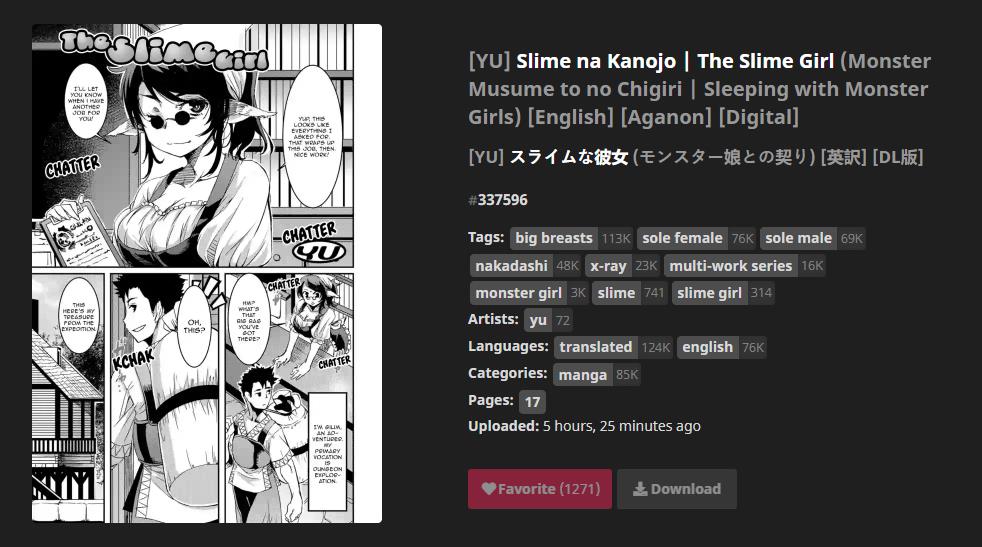 The Slime Girl
I'LL LET
YOU KNOW
WHEN I HAVE
ANOTHER
JOB FOR
YOU!
YUP, THIS
LOOKS LIKE
EVERYTHING I
ASKED FOR.
THAT WRAPS UP
THIS JOB, THEN.
NICE WORK!
CHATTER
CHATTER
YU
THIS
HERE'S MY
TREASURE
FROM THE
EXPEDITION.
OH,
THIS?
KCHAK
HM?
WHAT'S
THAT
BIG BAG
YOU'VE
GOT
THERE?
CHATTER
CHATTER
I'M GILIM,
AN AD-
VENTURER.
MY
PRIMARY
VOCATION
IS
DUNGEON
EXPLOR-
ATION.
[YU] Slime na Kanojo | The Slime Girl (Monster
Musume to no Chigiri | Sleeping with Monster
Girls) [English] [Aganon] [Digital]
[YU] スライムな彼女 (モンスター娘との契り) [英訳] [DL版]
#337596
Tags: big breasts 113K sole female 76K sole male 69K
nakadashi 48K x-ray 23K multi-work series 16K
monster girl 3K slime 741 slime girl 314
Artists: yu 72
Languages: translated 124K english 76K
Categories: manga 85K
Pages: 17
Uploaded: 5 hours, 25 minutes ago
Favorite (1271) Download